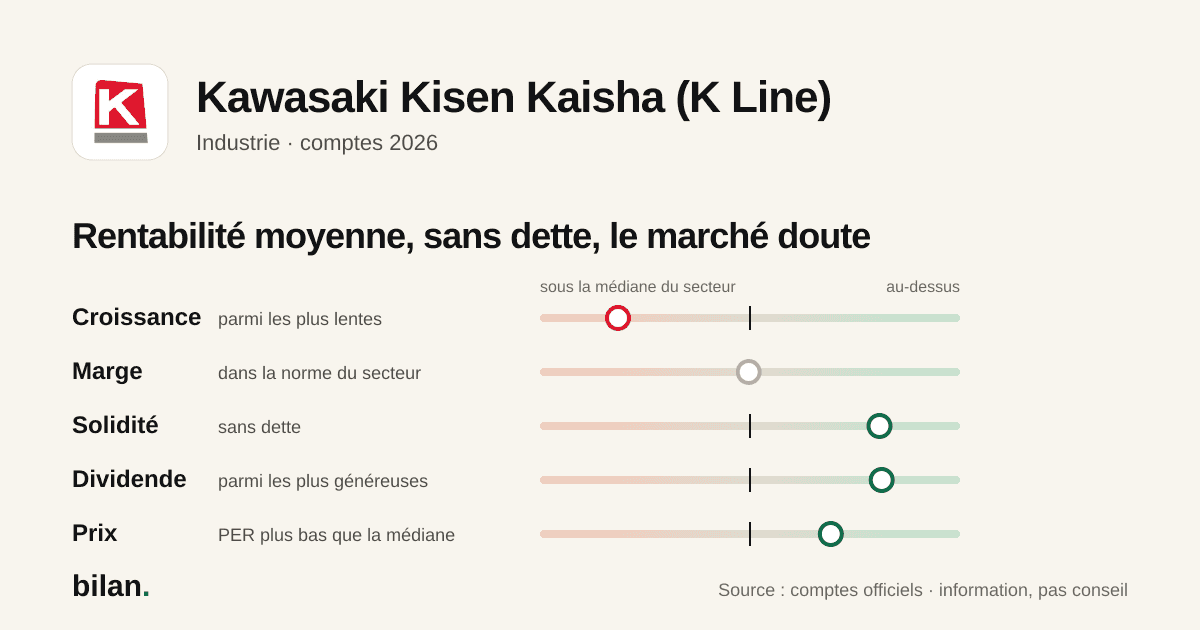 K
Kawasaki Kisen Kaisha (K Line)
Industrie · comptes 2026
Rentabilité moyenne, sans dette, le marché doute
sous la médiane du secteur au-dessus
Croissance parmi les plus lentes
Marge dans la norme du secteur
Solidité sans dette
Dividende parmi les plus généreuses
Prix PER plus bas que la médiane
bilan.
Source : comptes officiels · information, pas conseil